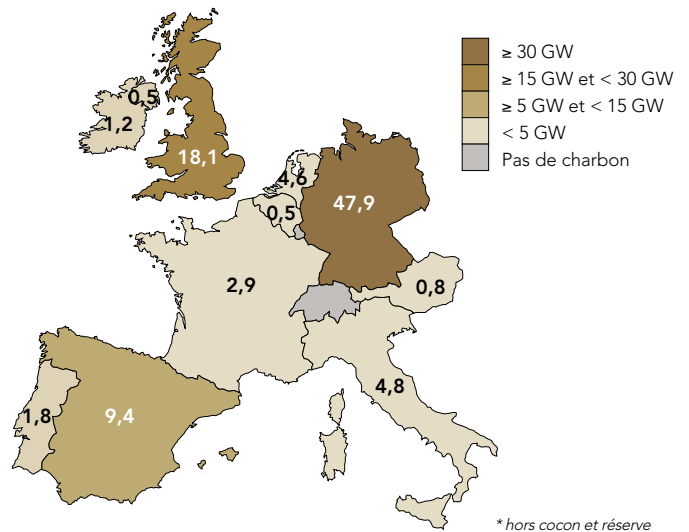 ≥ 30 GW
≥ 15 GW et < 30 GW
≥ 5 GW et < 15 GW
< 5 GW
Pas de charbon
0,5
1,2
18,1
4,6
0,5
47,9
2,9
0,8
4,8
1,8
9,4
* hors cocon et réserve